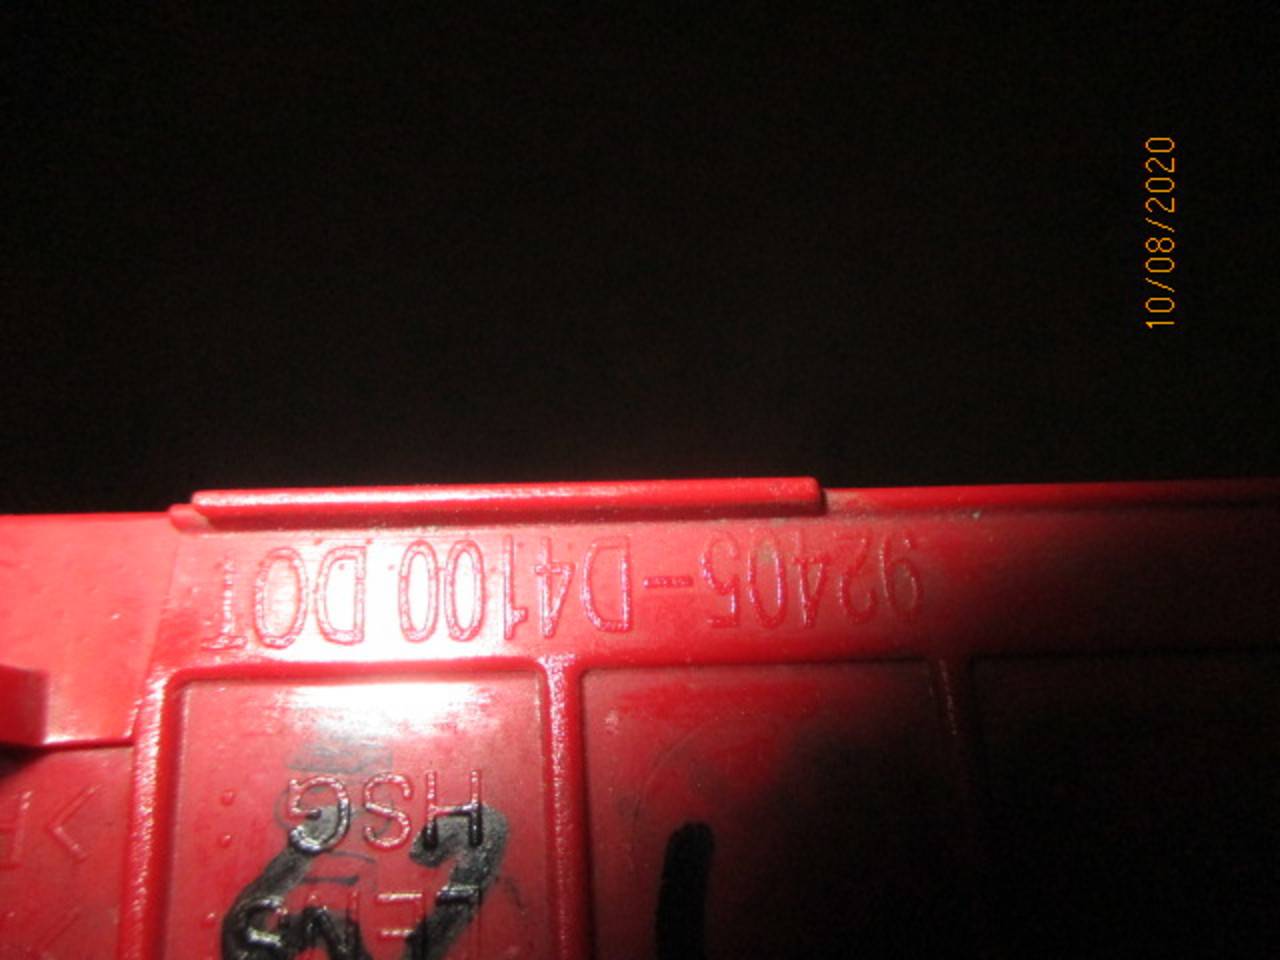 92405-D4100 DOT
HSG :
LENS :
10/08/2020